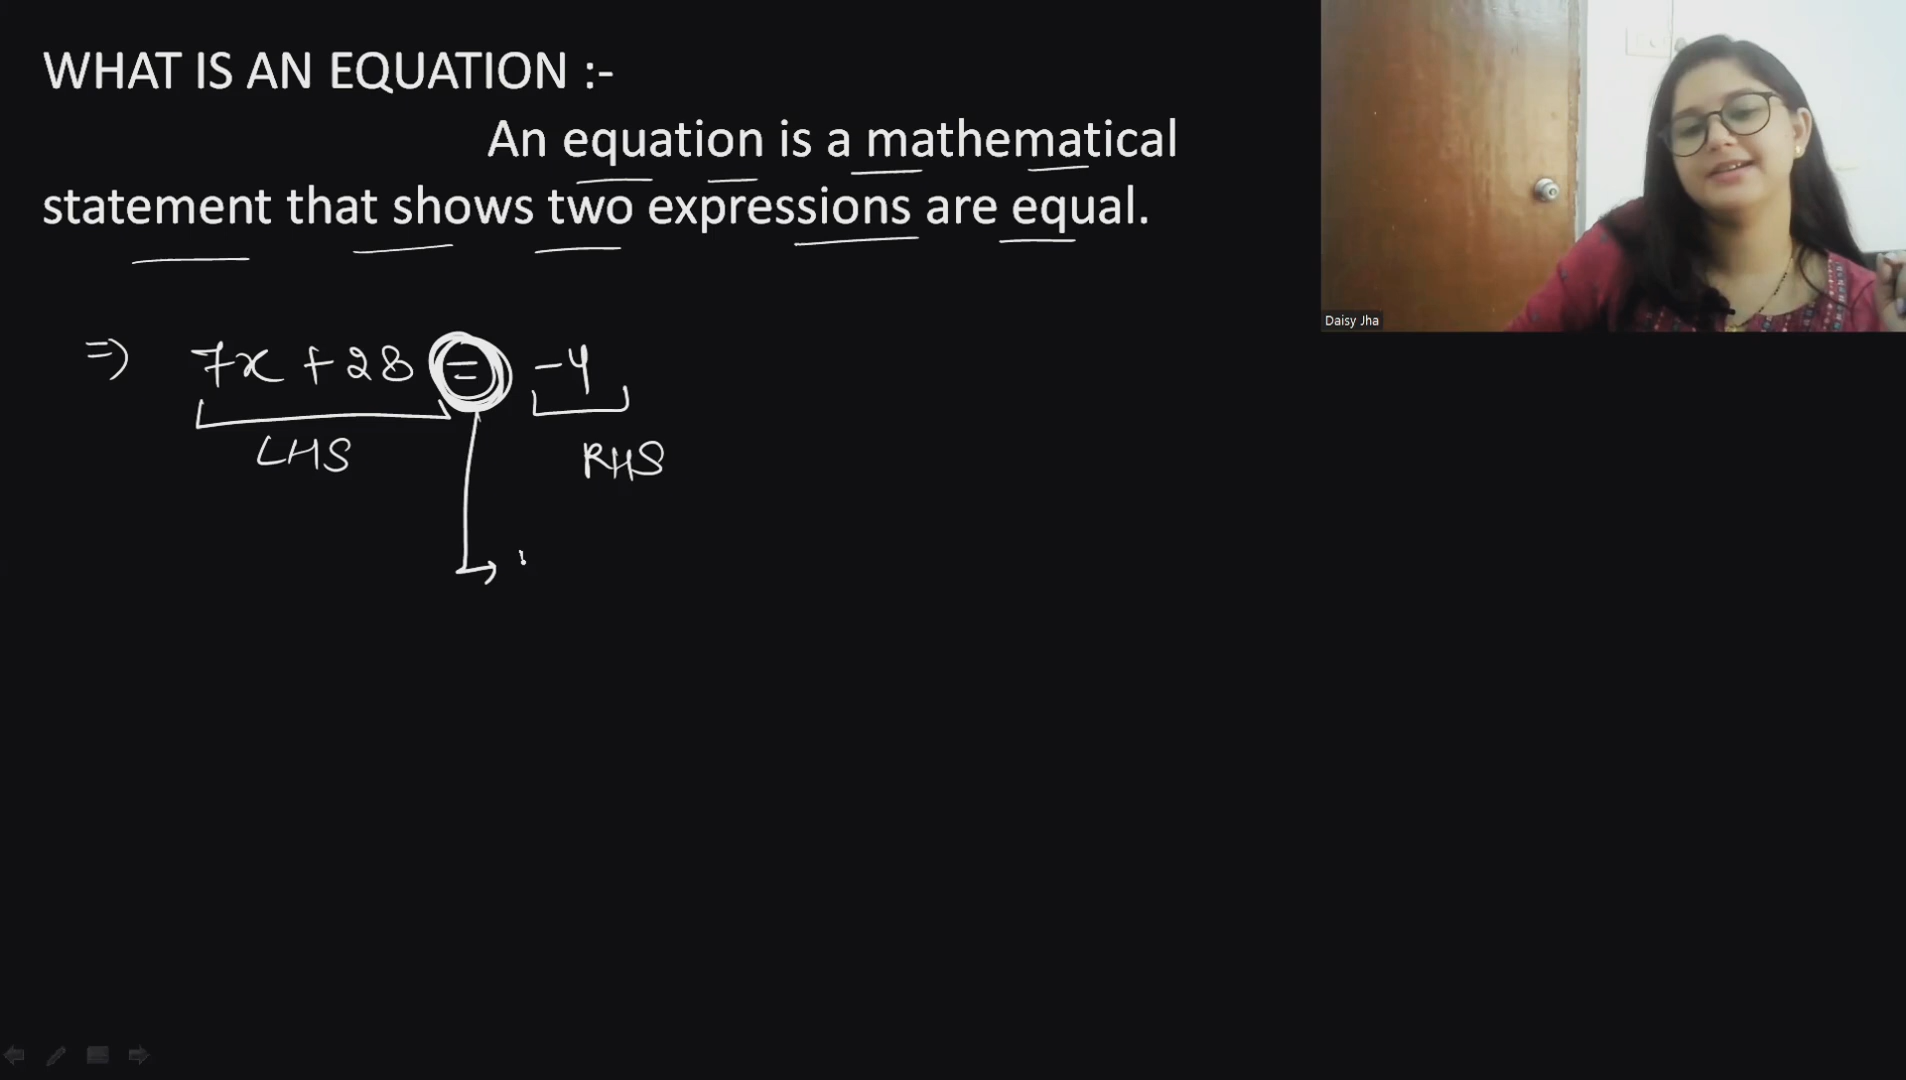 WHAT IS AN EQUATION :-
An equation is a mathematical
statement that shows two expressions are equal.
Daisy Jha
=> 7x + 28 = -4
LHS RHS